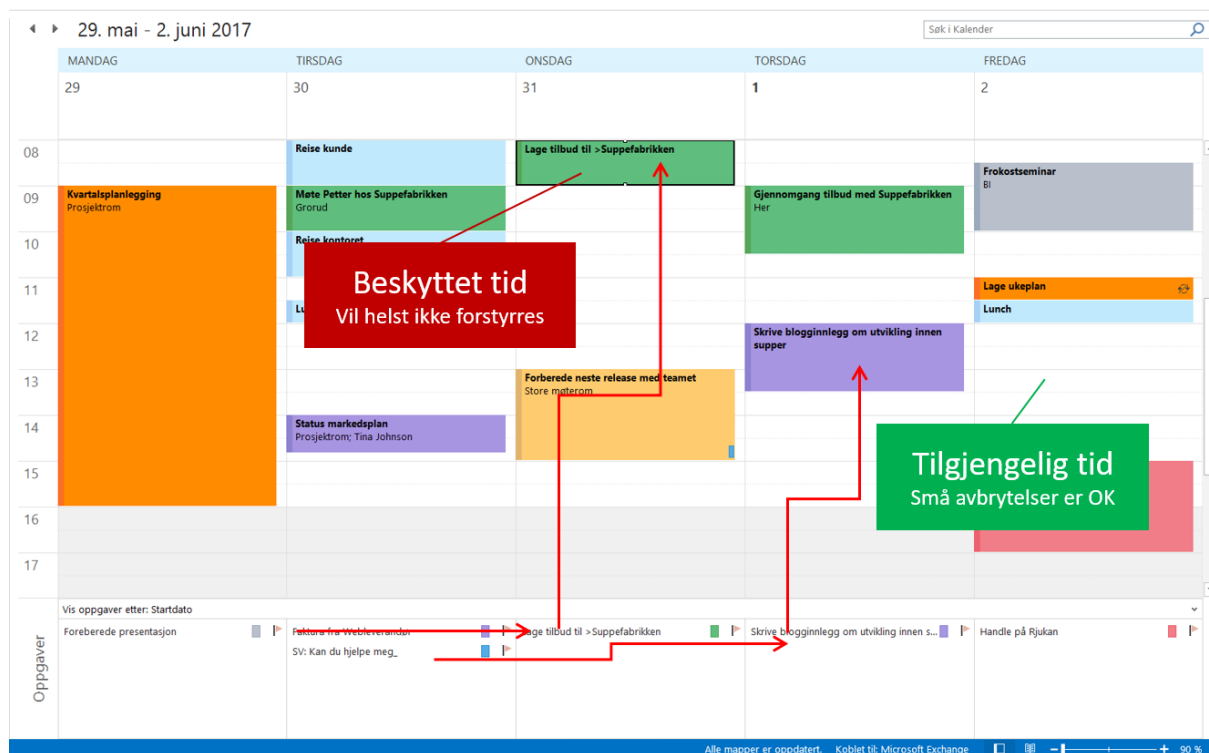 29. mai - 2. juni 2017
Søk i Kalender
MANDAG
TIRSDAG
ONSDAG
TORSDAG
FREDAG
29
30
31
1
2
08
09
10
11
12
13
14
15
16
17
Kvartalsplanlegging
Prosjektrom
Reise kunde
Møte Petter hos Suppefabrikken
Grorud
Reise kontoret
Lu
Status markedsplan
Prosjektrom; Tina Johnson
Lage tilbud til >Suppefabrikken
Forberede neste release med teamet
Store møterom
Gjennomgang tilbud med Suppefabrikken
Her
Skrive blogginnlegg om utvikling innen
supper
Frokostseminar
BI
Lage ukeplan
Lunch
Beskyttet tid
Vil helst ikke forstyrres
Tilgjengelig tid
Små avbrytelser er OK
Vis oppgaver etter: Startdato
Oppgaver
Foreberede presentasjon
Faktura fra Webleverandør
SV: Kan du hjelpe meg_
Lage tilbud til >Suppefabrikken
Skrive blogginnlegg om utvikling innen s...
Handle på Rjukan
Alle mapper er oppdatert.
Koblet til: Microsoft Exchange
90 %